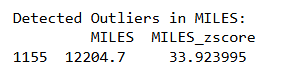 Detected Outliers in MILES:
MILES MILES_zscore
1155 12204.7 33.923995